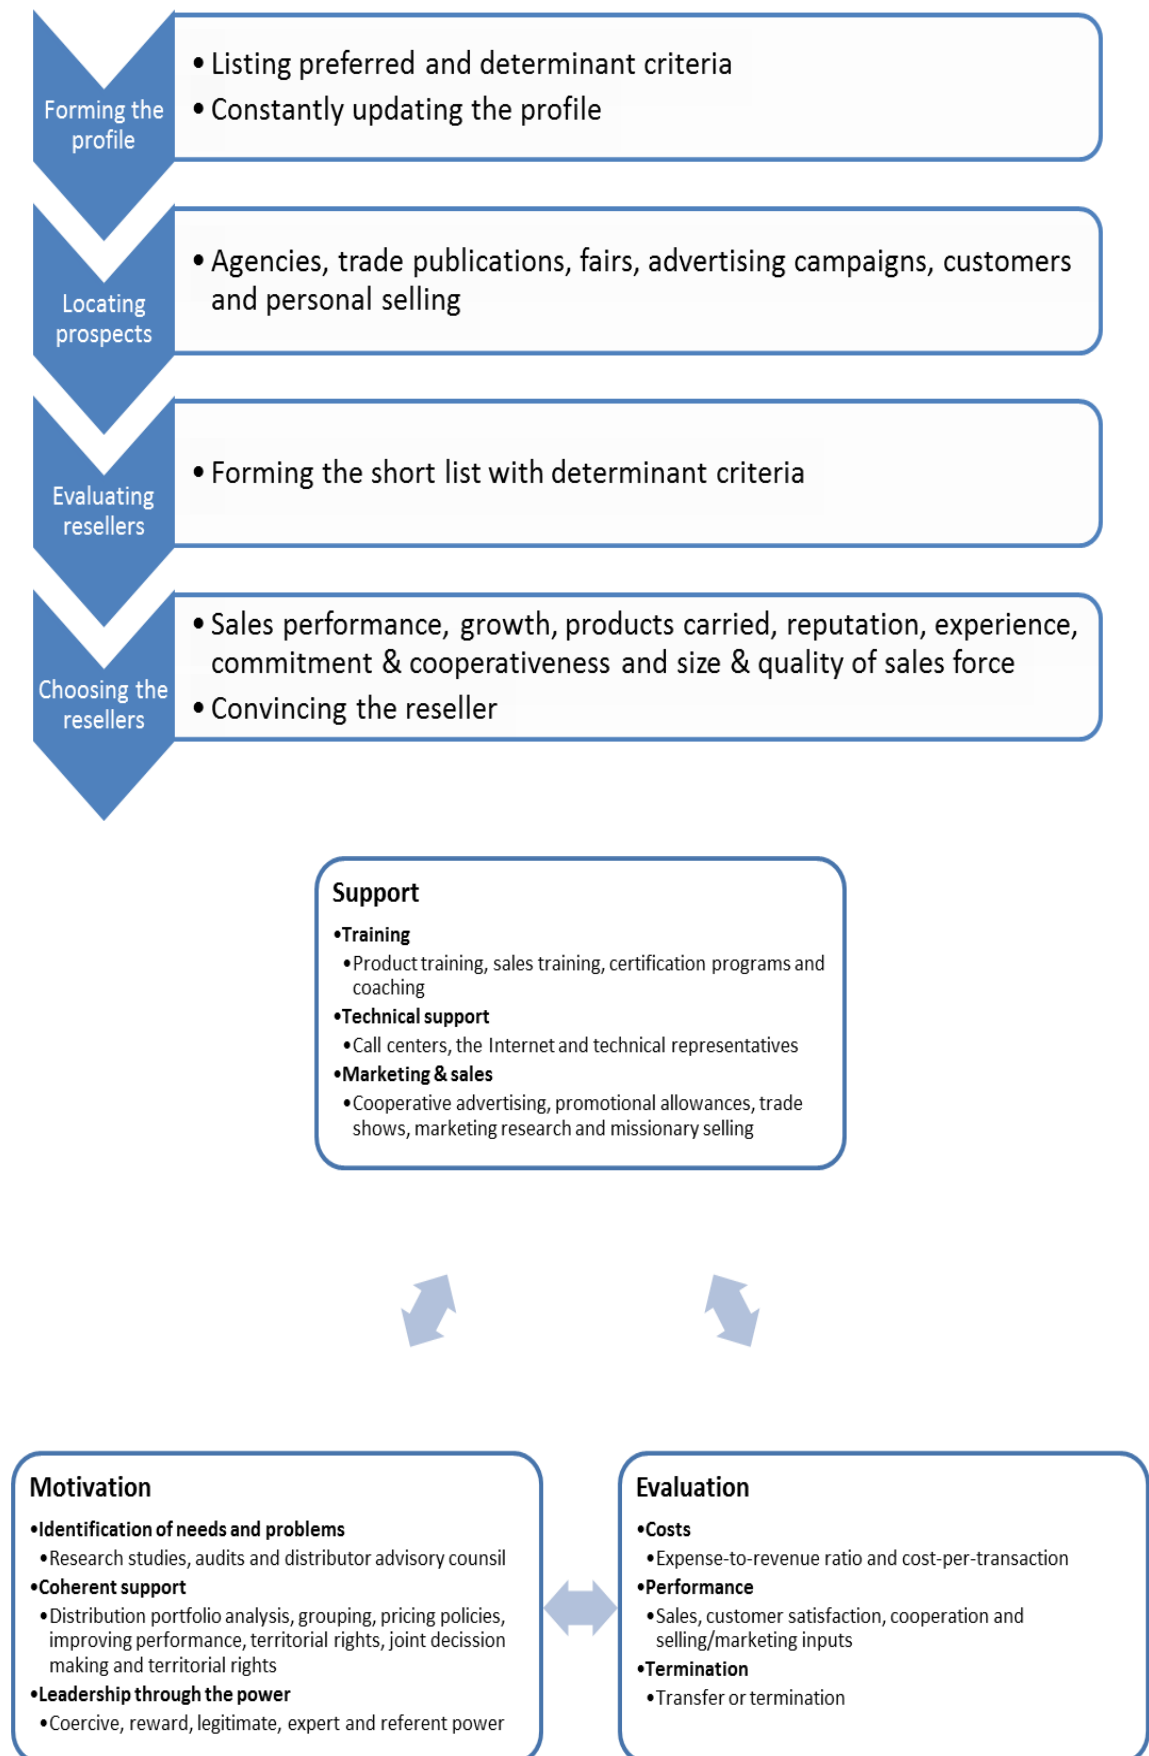 Forming the
profile
• Listing preferred and determinant criteria
• Constantly updating the profile
Locating
prospects
• Agencies, trade publications, fairs, advertising campaigns, customers
and personal selling
Evaluating
resellers
• Forming the short list with determinant criteria
Choosing the
resellers
• Sales performance, growth, products carried, reputation, experience,
commitment & cooperativeness and size & quality of sales force
• Convincing the reseller
Support
•Training
•Product training, sales training, certification programs and
coaching
•Technical support
•Call centers, the Internet and technical representatives
•Marketing & sales
•Cooperative advertising, promotional allowances, trade
shows, marketing research and missionary selling
Motivation
•Identification of needs and problems
•Research studies, audits and distributor advisory counsil
•Coherent support
•Distribution portfolio analysis, grouping, pricing policies,
improving performance, territorial rights, joint decission
making and territorial rights
•Leadership through the power
•Coercive, reward, legitimate, expert and referent power
Evaluation
•Costs
•Expense-to-revenue ratio and cost-per-transaction
•Performance
•Sales, customer satisfaction, cooperation and
selling/marketing inputs
•Termination
•Transfer or termination